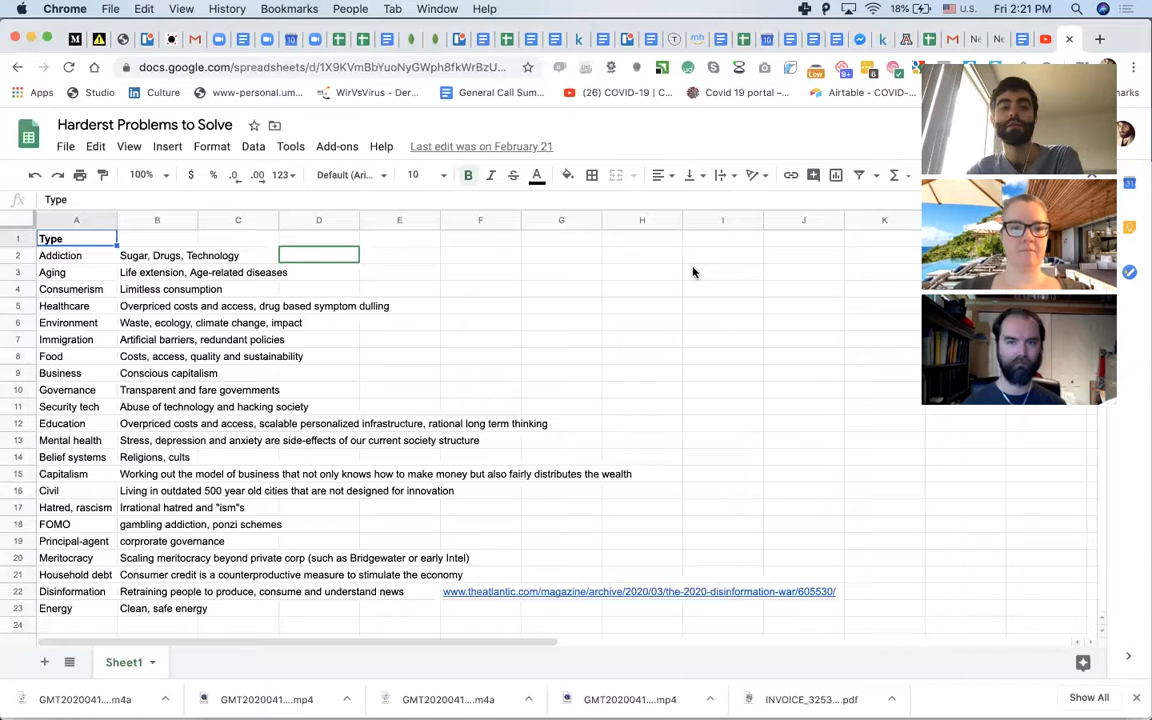 Chrome File Edit View History Bookmarks People Tab Window Help 18% U.S. Fri 2:21 PM
docs.google.com/spreadsheets/d/1X9KVmBbYuoNyGWph8fkWrBzU...
Apps Studio Culture www-personal.um... WirVsVirus - Der... General Call Sum... (26) COVID-19 | C... Covid 19 portal –... Airtable - COVID-...
Harderst Problems to Solve
File Edit View Insert Format Data Tools Add-ons Help Last edit was on February 21
100% $ % .0 .00 123 Default (Ari... 10 B I S A
fx Type
A B C D E F G H I J K
1 Type
2 Addiction Sugar, Drugs, Technology
3 Aging Life extension, Age-related diseases
4 Consumerism Limitless consumption
5 Healthcare Overpriced costs and access, drug based symptom dulling
6 Environment Waste, ecology, climate change, impact
7 Immigration Artificial barriers, redundant policies
8 Food Costs, access, quality and sustainability
9 Business Conscious capitalism
10 Governance Transparent and fare governments
11 Security tech Abuse of technology and hacking society
12 Education Overpriced costs and access, scalable personalized infrastructure, rational long term thinking
13 Mental health Stress, depression and anxiety are side-effects of our current society structure
14 Belief systems Religions, cults
15 Capitalism Working out the model of business that not only knows how to make money but also fairly distributes the wealth
16 Civil Living in outdated 500 year old cities that are not designed for innovation
17 Hatred, rascism Irrational hatred and "ism"s
18 FOMO gambling addiction, ponzi schemes
19 Principal-agent corprorate governance
20 Meritocracy Scaling meritocracy beyond private corp (such as Bridgewater or early Intel)
21 Household debt Consumer credit is a counterproductive measure to stimulate the economy
22 Disinformation Retraining people to produce, consume and understand news www.theatlantic.com/magazine/archive/2020/03/the-2020-disinformation-war/605530/
23 Energy Clean, safe energy
24
Sheet1
GMT2020041....m4a GMT2020041....mp4 GMT2020041....m4a GMT2020041....mp4 INVOICE_3253....pdf Show All